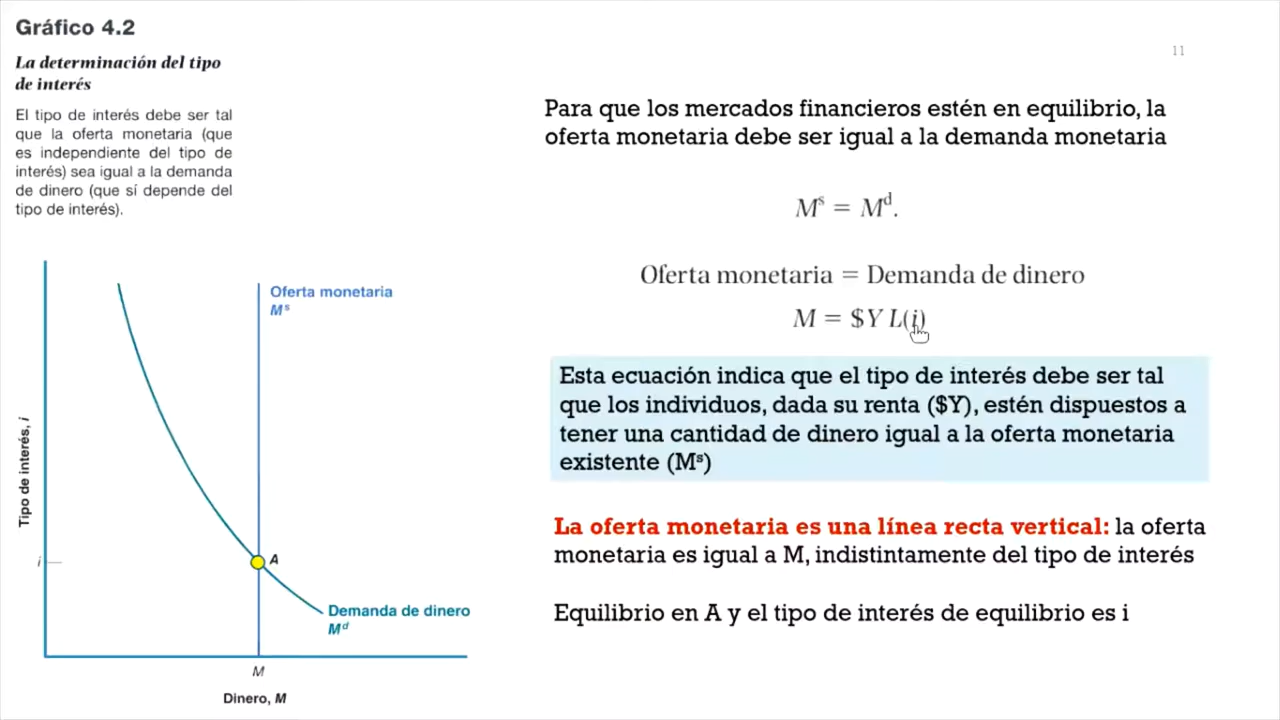 Gráfico 4.2
La determinación del tipo
de interés
El tipo de interés debe ser tal
que la oferta monetaria (que
es independiente del tipo de
interés) sea igual a la demanda
de dinero (que sí depende del
tipo de interés).
Oferta monetaria
Mˢ
Tipo de interés, i
i
A
Demanda de dinero
Mᵈ
M
Dinero, M
11
Para que los mercados financieros estén en equilibrio, la
oferta monetaria debe ser igual a la demanda monetaria
Mˢ = Mᵈ.
Oferta monetaria = Demanda de dinero
M = $Y L(i)
Esta ecuación indica que el tipo de interés debe ser tal
que los individuos, dada su renta ($Y), estén dispuestos a
tener una cantidad de dinero igual a la oferta monetaria
existente (Mˢ)
La oferta monetaria es una línea recta vertical: la oferta
monetaria es igual a M, indistintamente del tipo de interés
Equilibrio en A y el tipo de interés de equilibrio es i